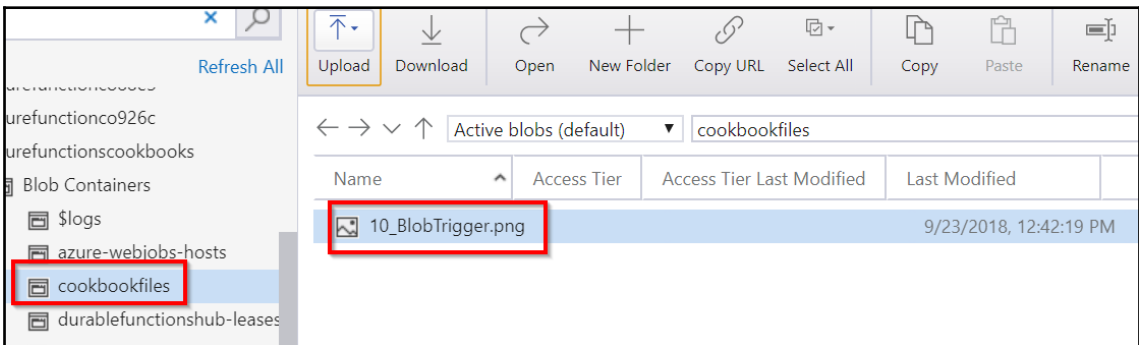 Refresh All
urefunctionco926c
urefunctionscookbooks
Blob Containers
$logs
azure-webjobs-hosts
cookbookfiles
durablefunctionshub-leases
Upload Download Open New Folder Copy URL Select All Copy Paste Rename
Active blobs (default) cookbookfiles
Name Access Tier Access Tier Last Modified Last Modified
10_BlobTrigger.png 9/23/2018, 12:42:19 PM